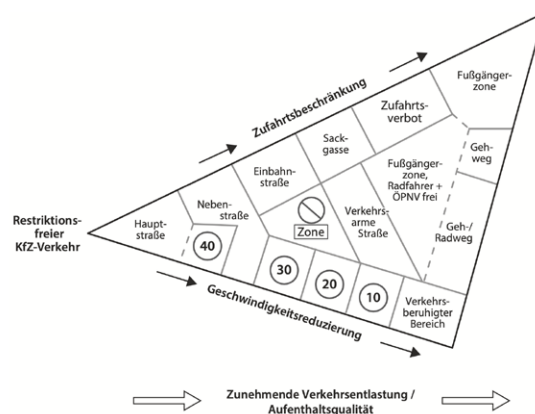 Zufahrtsbeschränkung
Fußgänger-
zone
Zufahrts-
verbot
Sack-
gasse
Geh-
weg
Einbahn-
straße
Fußgänger-
zone,
Radfahrer +
ÖPNV frei
Neben-
straße
Zone
Verkehrs-
arme
Straße
Geh-/
Radweg
Restriktions-
freier
KfZ-Verkehr
Haupt-
straße
40
30
20
10
Verkehrs-
beruhigter
Bereich
Geschwindigkeitsreduzierung
Zunehmende Verkehrsentlastung /
Aufenthaltsqualität